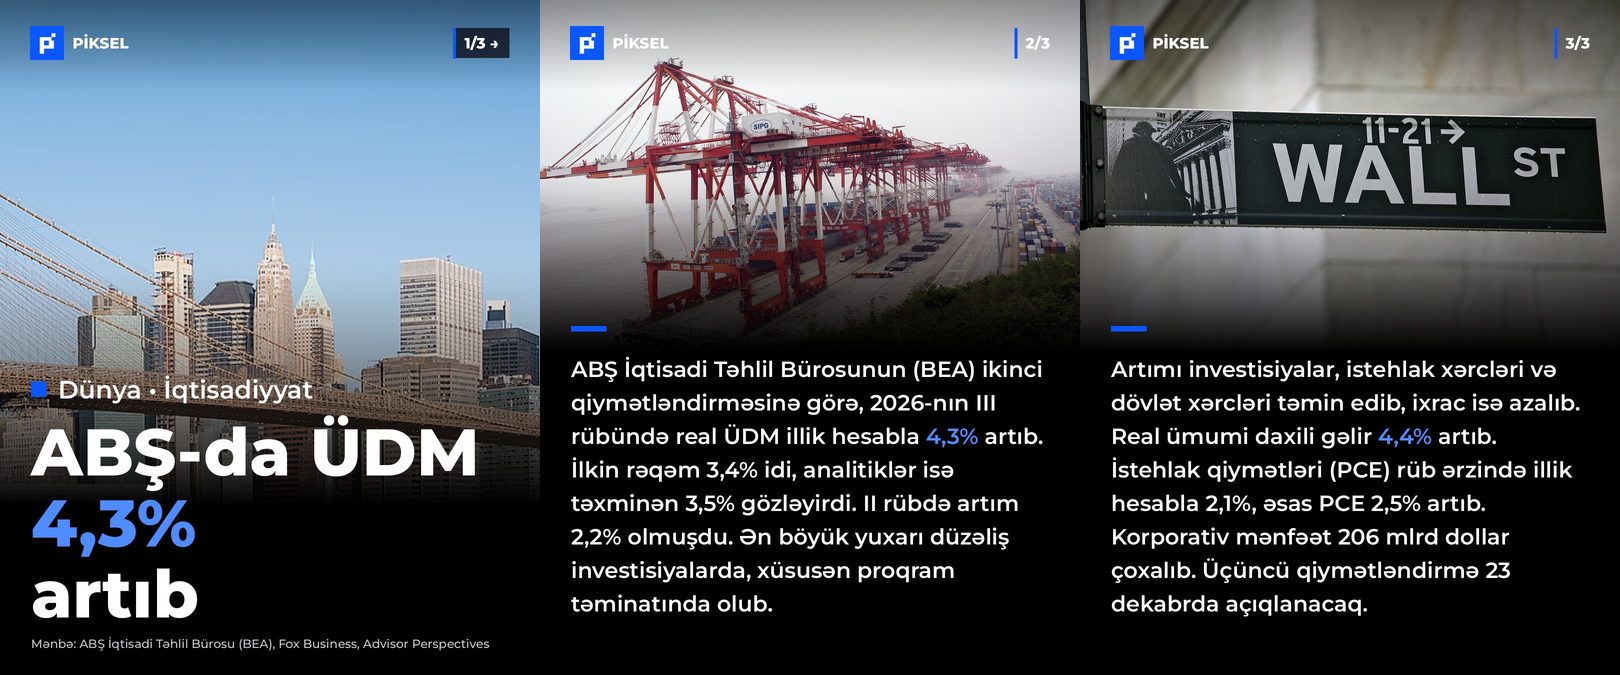 PİKSEL
1/3 →
Dünya • İqtisadiyyat
ABŞ-da ÜDM
4,3%
artıb
Mənbə: ABŞ İqtisadi Təhlil Bürosu (BEA), Fox Business, Advisor Perspectives
PİKSEL
2/3
SIPG
ABŞ İqtisadi Təhlil Bürosunun (BEA) ikinci
qiymətləndirməsinə görə, 2026-nın III
rübündə real ÜDM illik hesabla 4,3% artıb.
İlkin rəqəm 3,4% idi, analitiklər isə
təxminən 3,5% gözləyirdi. II rübdə artım
2,2% olmuşdu. Ən böyük yuxarı düzəliş
investisiyalarda, xüsusən proqram
təminatında olub.
PİKSEL
3/3
11-21 →
WALL ST
Artımı investisiyalar, istehlak xərcləri və
dövlət xərcləri təmin edib, ixrac isə azalıb.
Real ümumi daxili gəlir 4,4% artıb.
İstehlak qiymətləri (PCE) rüb ərzində illik
hesabla 2,1%, əsas PCE 2,5% artıb.
Korporativ mənfəət 206 mlrd dollar
çoxalıb. Üçüncü qiymətləndirmə 23
dekabrda açıqlanacaq.